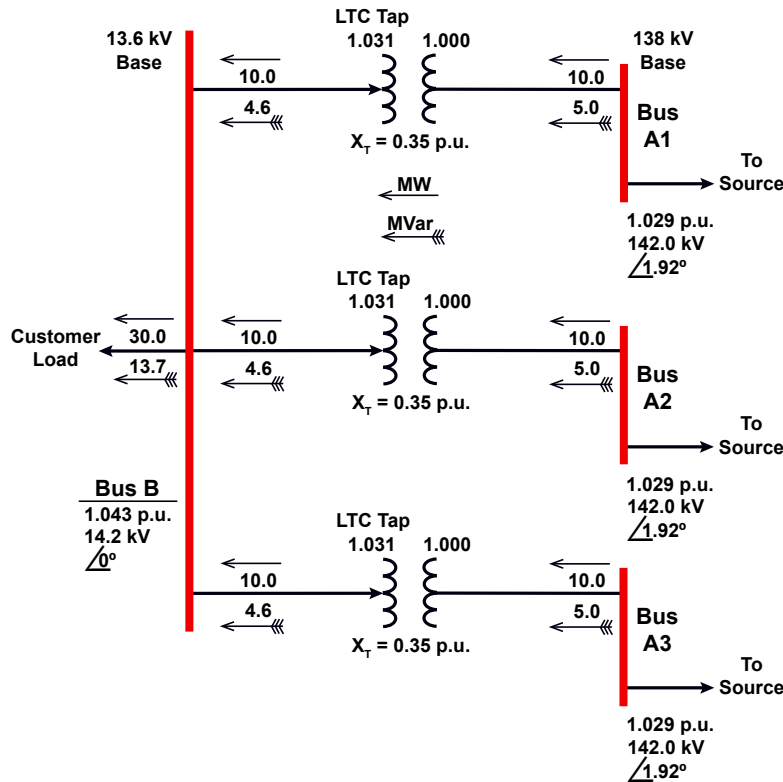 LTC Tap
1.031 1.000
13.6 kV
Base
138 kV
Base
10.0
4.6
10.0
5.0
X_T = 0.35 p.u.
Bus
A1
To
Source
MW
MVar
1.029 p.u.
142.0 kV
∠1.92º
LTC Tap
1.031 1.000
Customer
Load
30.0
13.7
10.0
4.6
10.0
5.0
X_T = 0.35 p.u.
Bus
A2
To
Source
1.029 p.u.
142.0 kV
∠1.92º
Bus B
1.043 p.u.
14.2 kV
∠0º
LTC Tap
1.031 1.000
10.0
4.6
10.0
5.0
X_T = 0.35 p.u.
Bus
A3
To
Source
1.029 p.u.
142.0 kV
∠1.92º